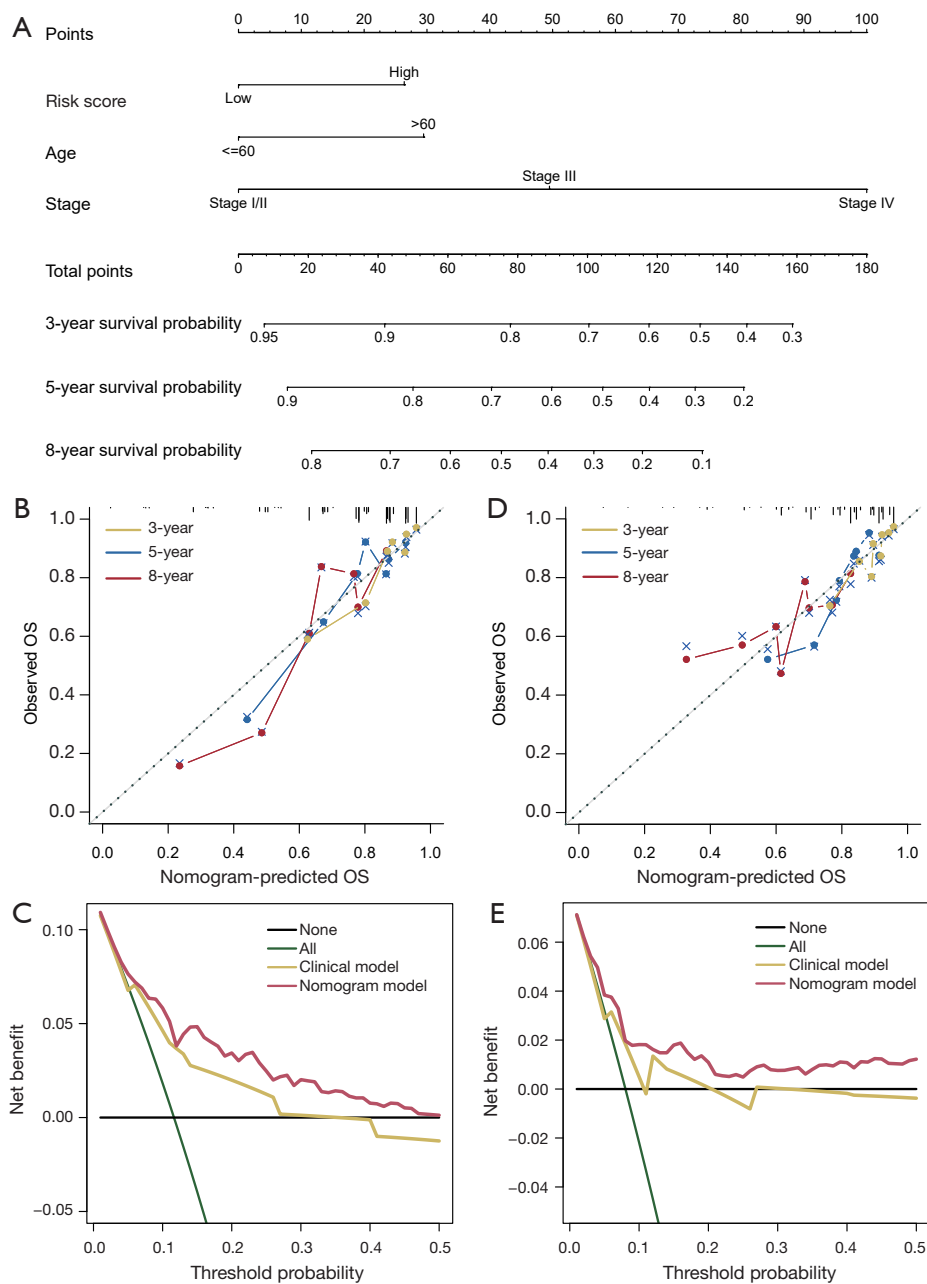 A
Points
0 10 20 30 40 50 60 70 80 90 100
High
Risk score
Low
>60
Age
<=60
Stage III
Stage
Stage I/II
Stage IV
Total points
0 20 40 60 80 100 120 140 160 180
3-year survival probability
0.95 0.9 0.8 0.7 0.6 0.5 0.4 0.3
5-year survival probability
0.9 0.8 0.7 0.6 0.5 0.4 0.3 0.2
8-year survival probability
0.8 0.7 0.6 0.5 0.4 0.3 0.2 0.1
B
3-year
5-year
8-year
Observed OS
1.0
0.8
0.6
0.4
0.2
0.0
0.0 0.2 0.4 0.6 0.8 1.0
Nomogram-predicted OS
D
3-year
5-year
8-year
Observed OS
1.0
0.8
0.6
0.4
0.2
0.0
0.0 0.2 0.4 0.6 0.8 1.0
Nomogram-predicted OS
C
None
All
Clinical model
Nomogram model
Net benefit
0.10
0.05
0.00
−0.05
0.0 0.1 0.2 0.3 0.4 0.5
Threshold probability
E
None
All
Clinical model
Nomogram model
Net benefit
0.06
0.04
0.02
0.00
−0.02
−0.04
0.0 0.1 0.2 0.3 0.4 0.5
Threshold probability